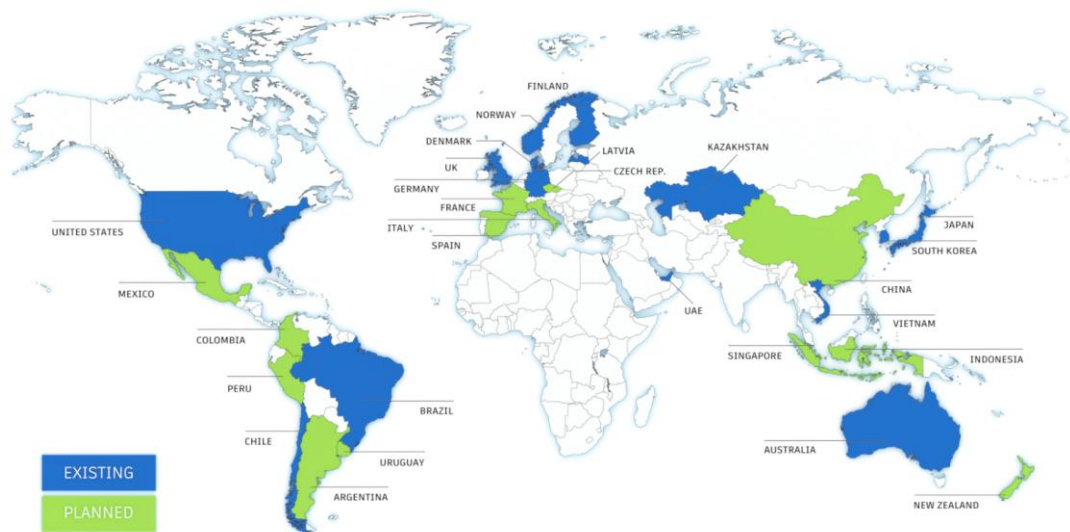 FINLAND
NORWAY
DENMARK
LATVIA
KAZAKHSTAN
UK
CZECH REP.
GERMANY
FRANCE
UNITED STATES
ITALY
JAPAN
SPAIN
SOUTH KOREA
MEXICO
CHINA
UAE
VIETNAM
COLOMBIA
SINGAPORE
INDONESIA
PERU
BRAZIL
CHILE
AUSTRALIA
URUGUAY
EXISTING
ARGENTINA
NEW ZEALAND
PLANNED